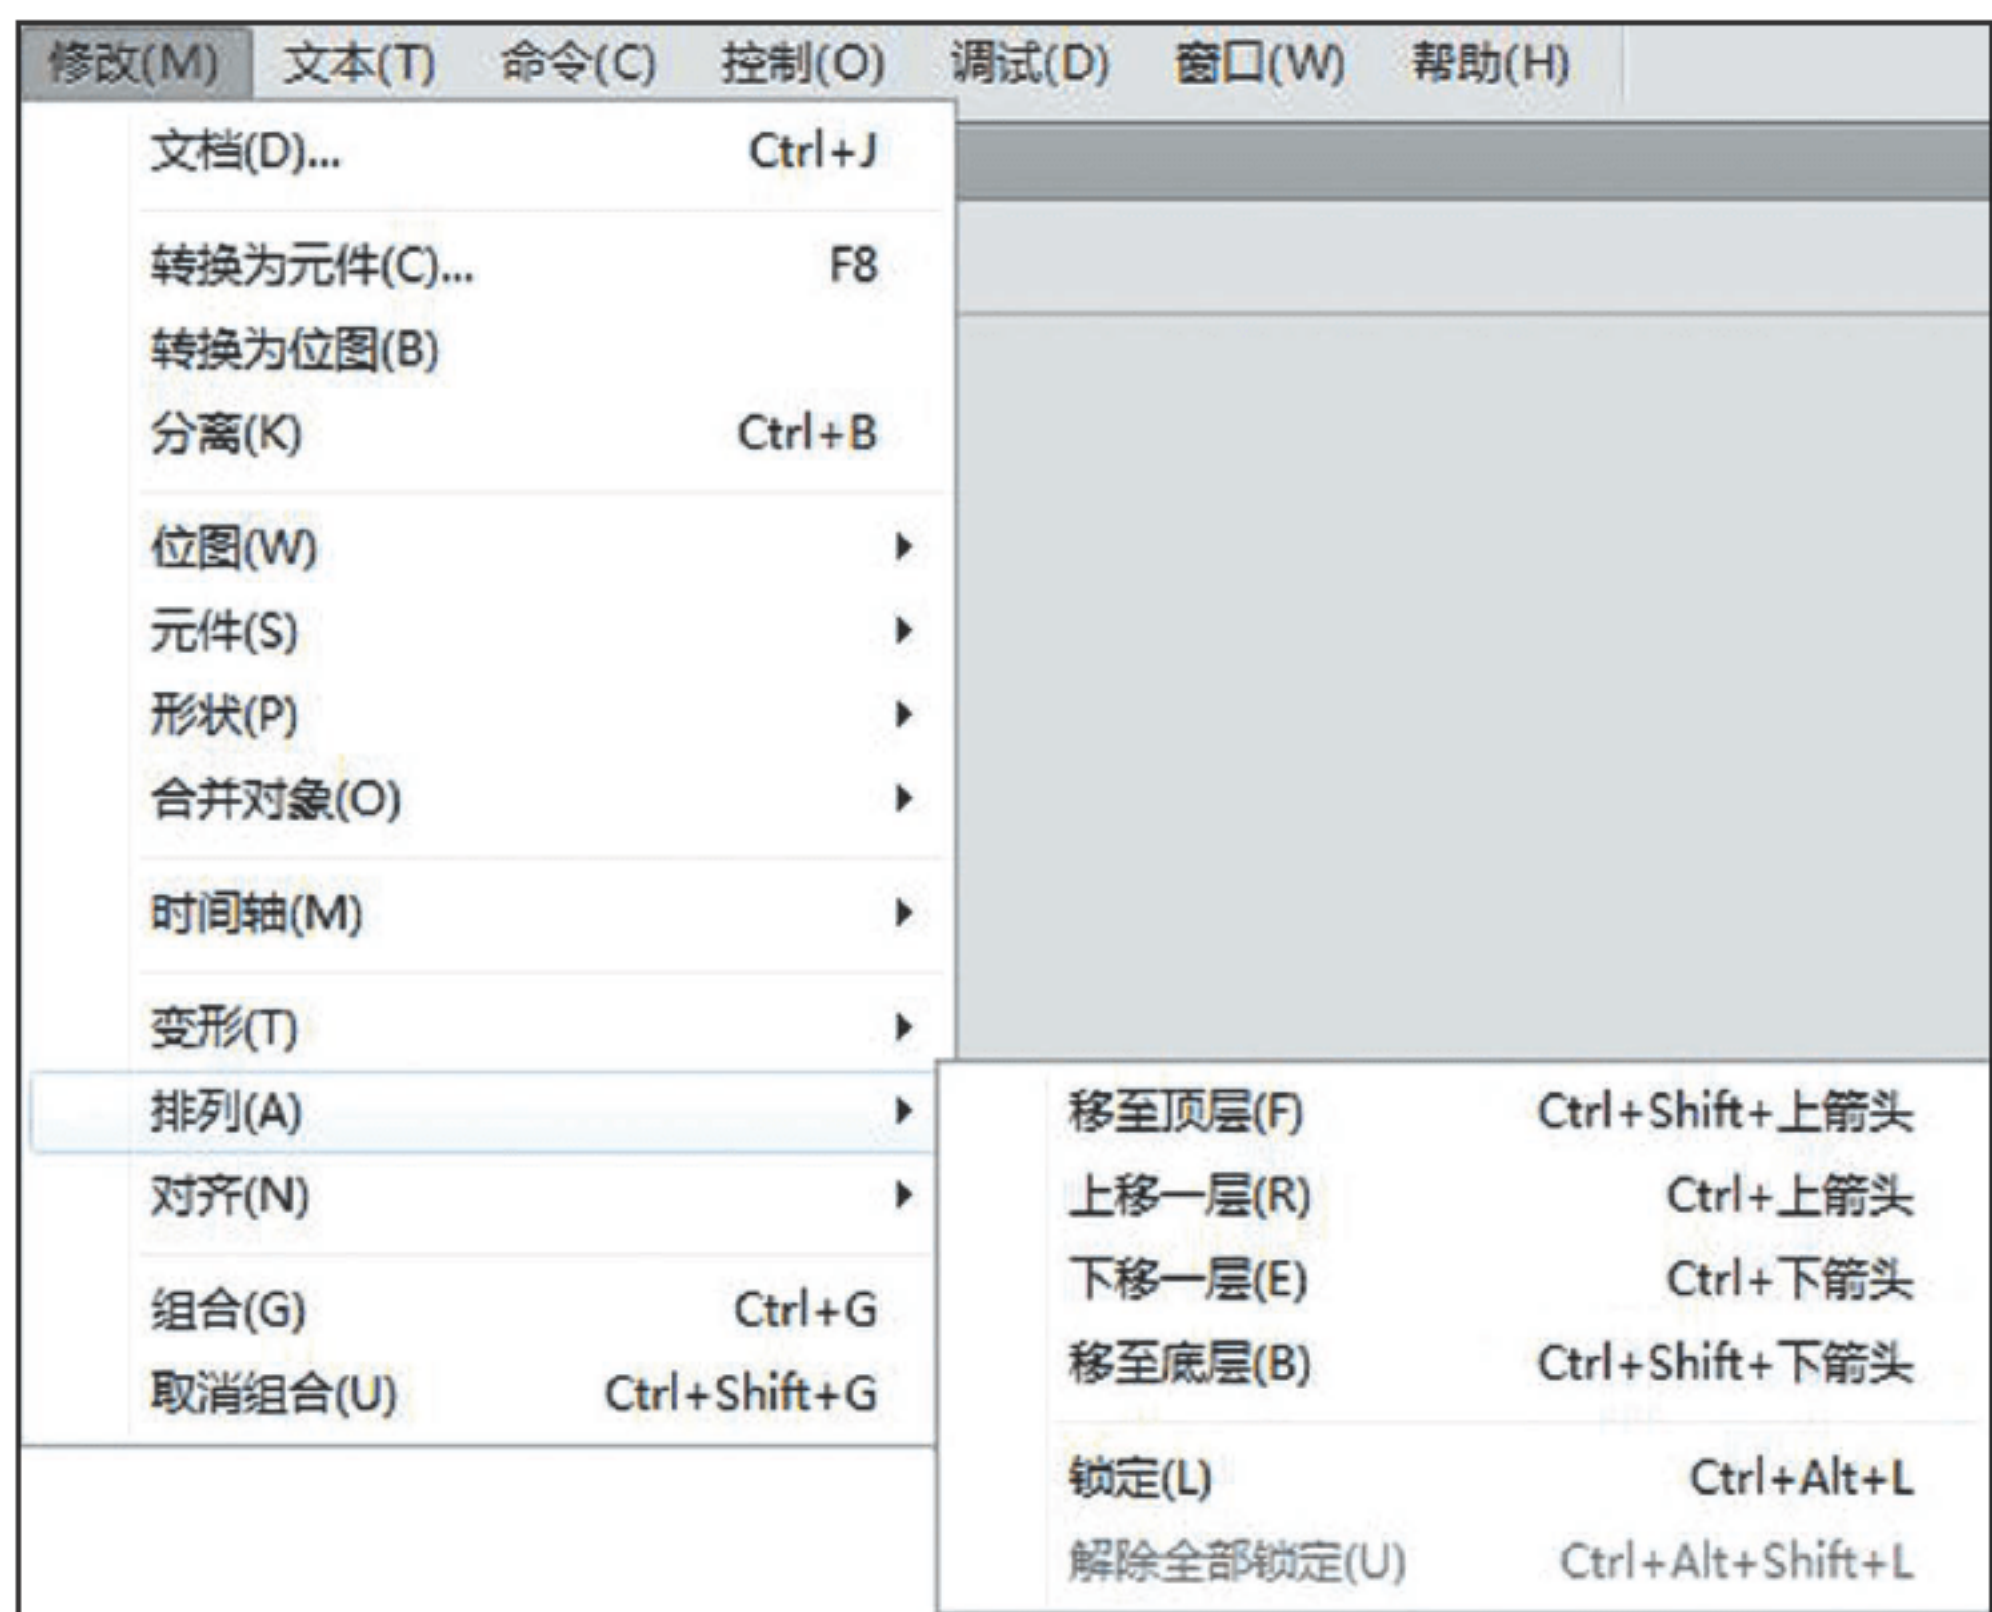 修改(M) 文本(T) 命令(C) 控制(O) 调试(D) 窗口(W) 帮助(H)
文档(D)... Ctrl+J
转换为元件(C)... F8
转换为位图(B)
分离(K) Ctrl+B
位图(W)
元件(S)
形状(P)
合并对象(O)
时间轴(M)
变形(T)
排列(A)
对齐(N)
组合(G) Ctrl+G
取消组合(U) Ctrl+Shift+G
移至顶层(F) Ctrl+Shift+上箭头
上移一层(R) Ctrl+上箭头
下移一层(E) Ctrl+下箭头
移至底层(B) Ctrl+Shift+下箭头
锁定(L) Ctrl+Alt+L
解除全部锁定(U) Ctrl+Alt+Shift+L